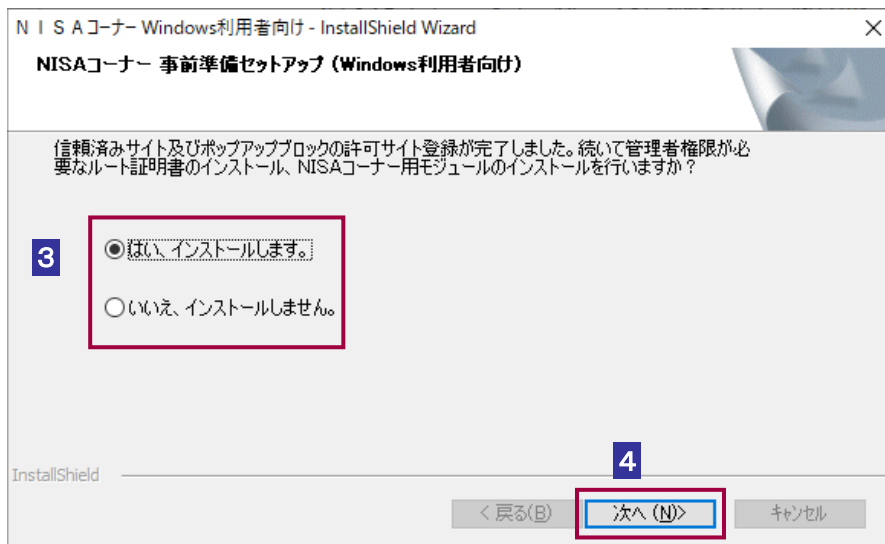 ＮＩＳＡコーナー Windows利用者向け - InstallShield Wizard
NISAコーナー 事前準備セットアップ (Windows利用者向け)
信頼済みサイト及びポップアップブロックの許可サイト登録が完了しました。続いて管理者権限が必
要なルート証明書のインストール、NISAコーナー用モジュールのインストールを行いますか？
3
はい、インストールします。
いいえ、インストールしません。
4
InstallShield
< 戻る(B)
次へ (N)>
キャンセル